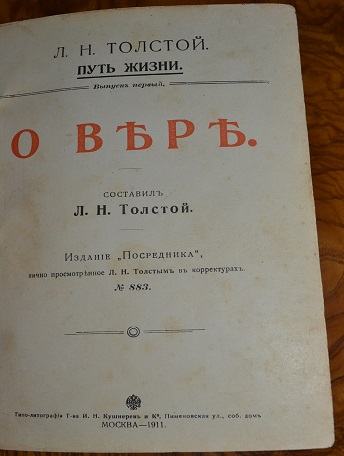 Л. Н. ТОЛСТОЙ.
ПУТЬ ЖИЗНИ.
Выпускъ первый.
О ВѢРѢ.
СОСТАВИЛЪ
Л. Н. Толстой.
Изданіе „Посредника",
лично просмотрѣнное Л. Н. Толстымъ въ корректурахъ.
№ 883.
Типо-литографія Т-ва И. Н. Кушнеревъ и Ко. Пименовская ул., соб. домъ
МОСКВА—1911.